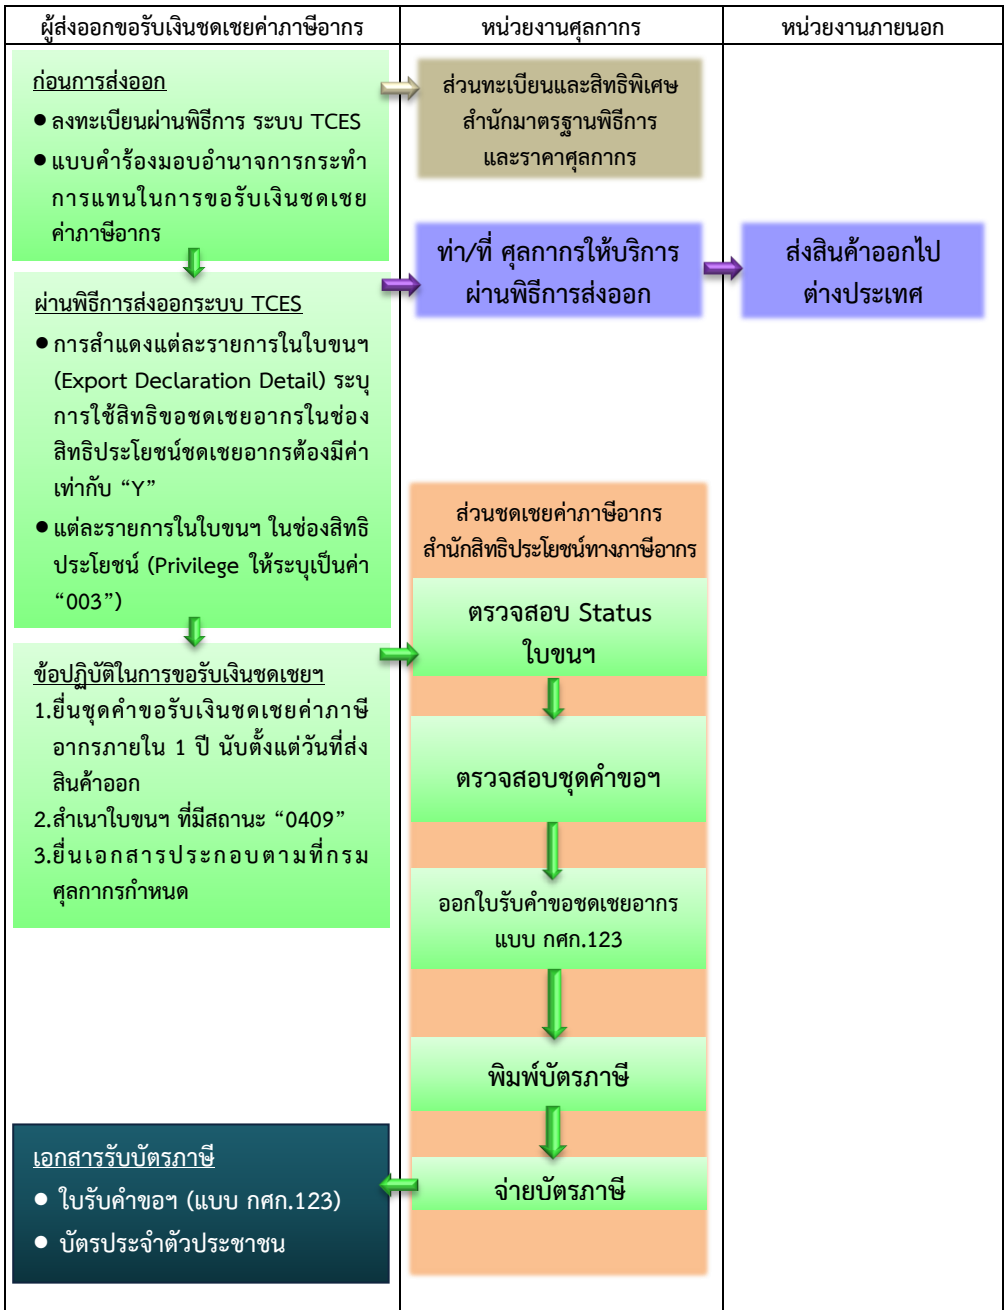 ผู้ส่งออกขอรับเงินชดเชยค่าภาษีอากร
หน่วยงานศุลกากร
หน่วยงานภายนอก
ก่อนการส่งออก
● ลงทะเบียนผ่านพิธีการ ระบบ TCES
● แบบคำร้องมอบอำนาจการกระทำ
การแทนในการขอรับเงินชดเชย
ค่าภาษีอากร
ส่วนทะเบียนและสิทธิพิเศษ
สำนักมาตรฐานพิธีการ
และราคาศุลกากร
ผ่านพิธีการส่งออกระบบ TCES
● การสำแดงแต่ละรายการในใบขนฯ
(Export Declaration Detail) ระบุ
การใช้สิทธิขอชดเชยอากรในช่อง
สิทธิประโยชน์ชดเชยอากรต้องมีค่า
เท่ากับ “Y”
● แต่ละรายการในใบขนฯ ในช่องสิทธิ
ประโยชน์ (Privilege ให้ระบุเป็นค่า
“003”)
ท่า/ที่ ศุลกากรให้บริการ
ผ่านพิธีการส่งออก
ส่งสินค้าออกไป
ต่างประเทศ
ข้อปฏิบัติในการขอรับเงินชดเชยฯ
1.ยื่นชุดคำขอรับเงินชดเชยค่าภาษี
อากรภายใน 1 ปี นับตั้งแต่วันที่ส่ง
สินค้าออก
2.สำเนาใบขนฯ ที่มีสถานะ “0409”
3.ยื่นเอกสารประกอบตามที่กรม
ศุลกากรกำหนด
ส่วนชดเชยค่าภาษีอากร
สำนักสิทธิประโยชน์ทางภาษีอากร
ตรวจสอบ Status
ใบขนฯ
ตรวจสอบชุดคำขอฯ
ออกใบรับคำขอชดเชยอากร
แบบ กศก.123
พิมพ์บัตรภาษี
จ่ายบัตรภาษี
เอกสารรับบัตรภาษี
● ใบรับคำขอฯ (แบบ กศก.123)
● บัตรประจำตัวประชาชน